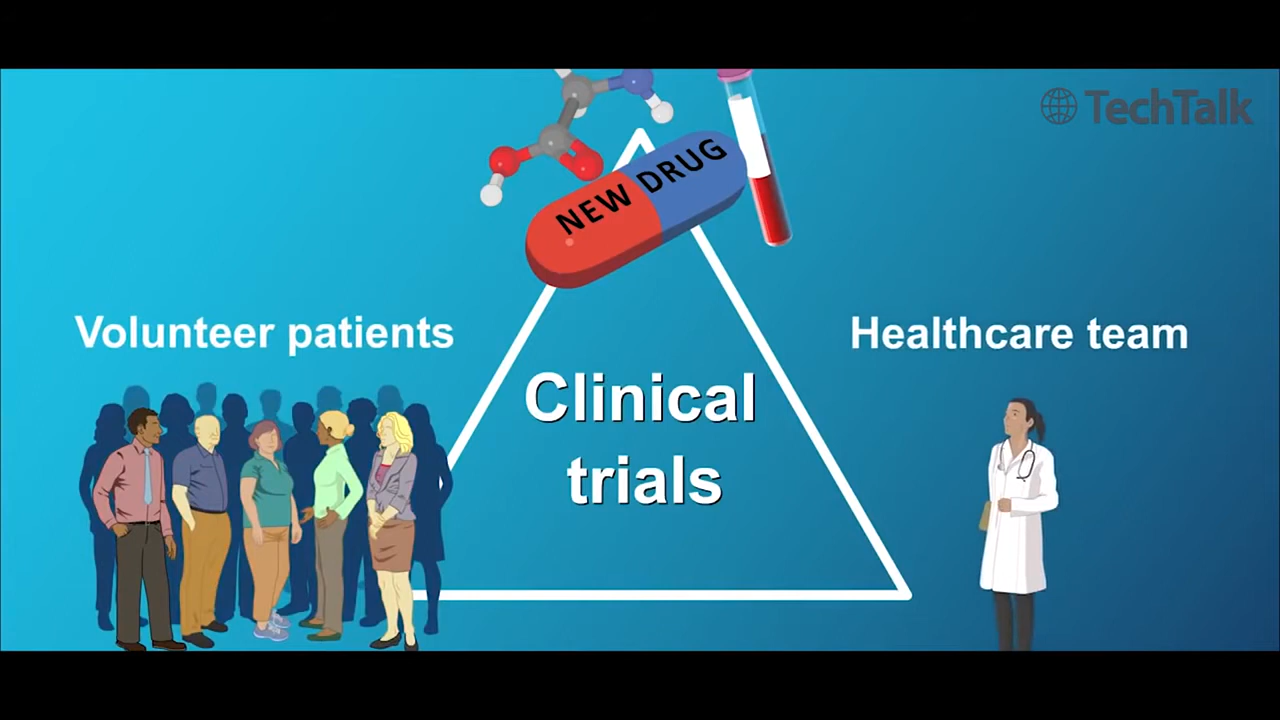 TechTalk
NEW DRUG
Volunteer patients
Healthcare team
Clinical
trials